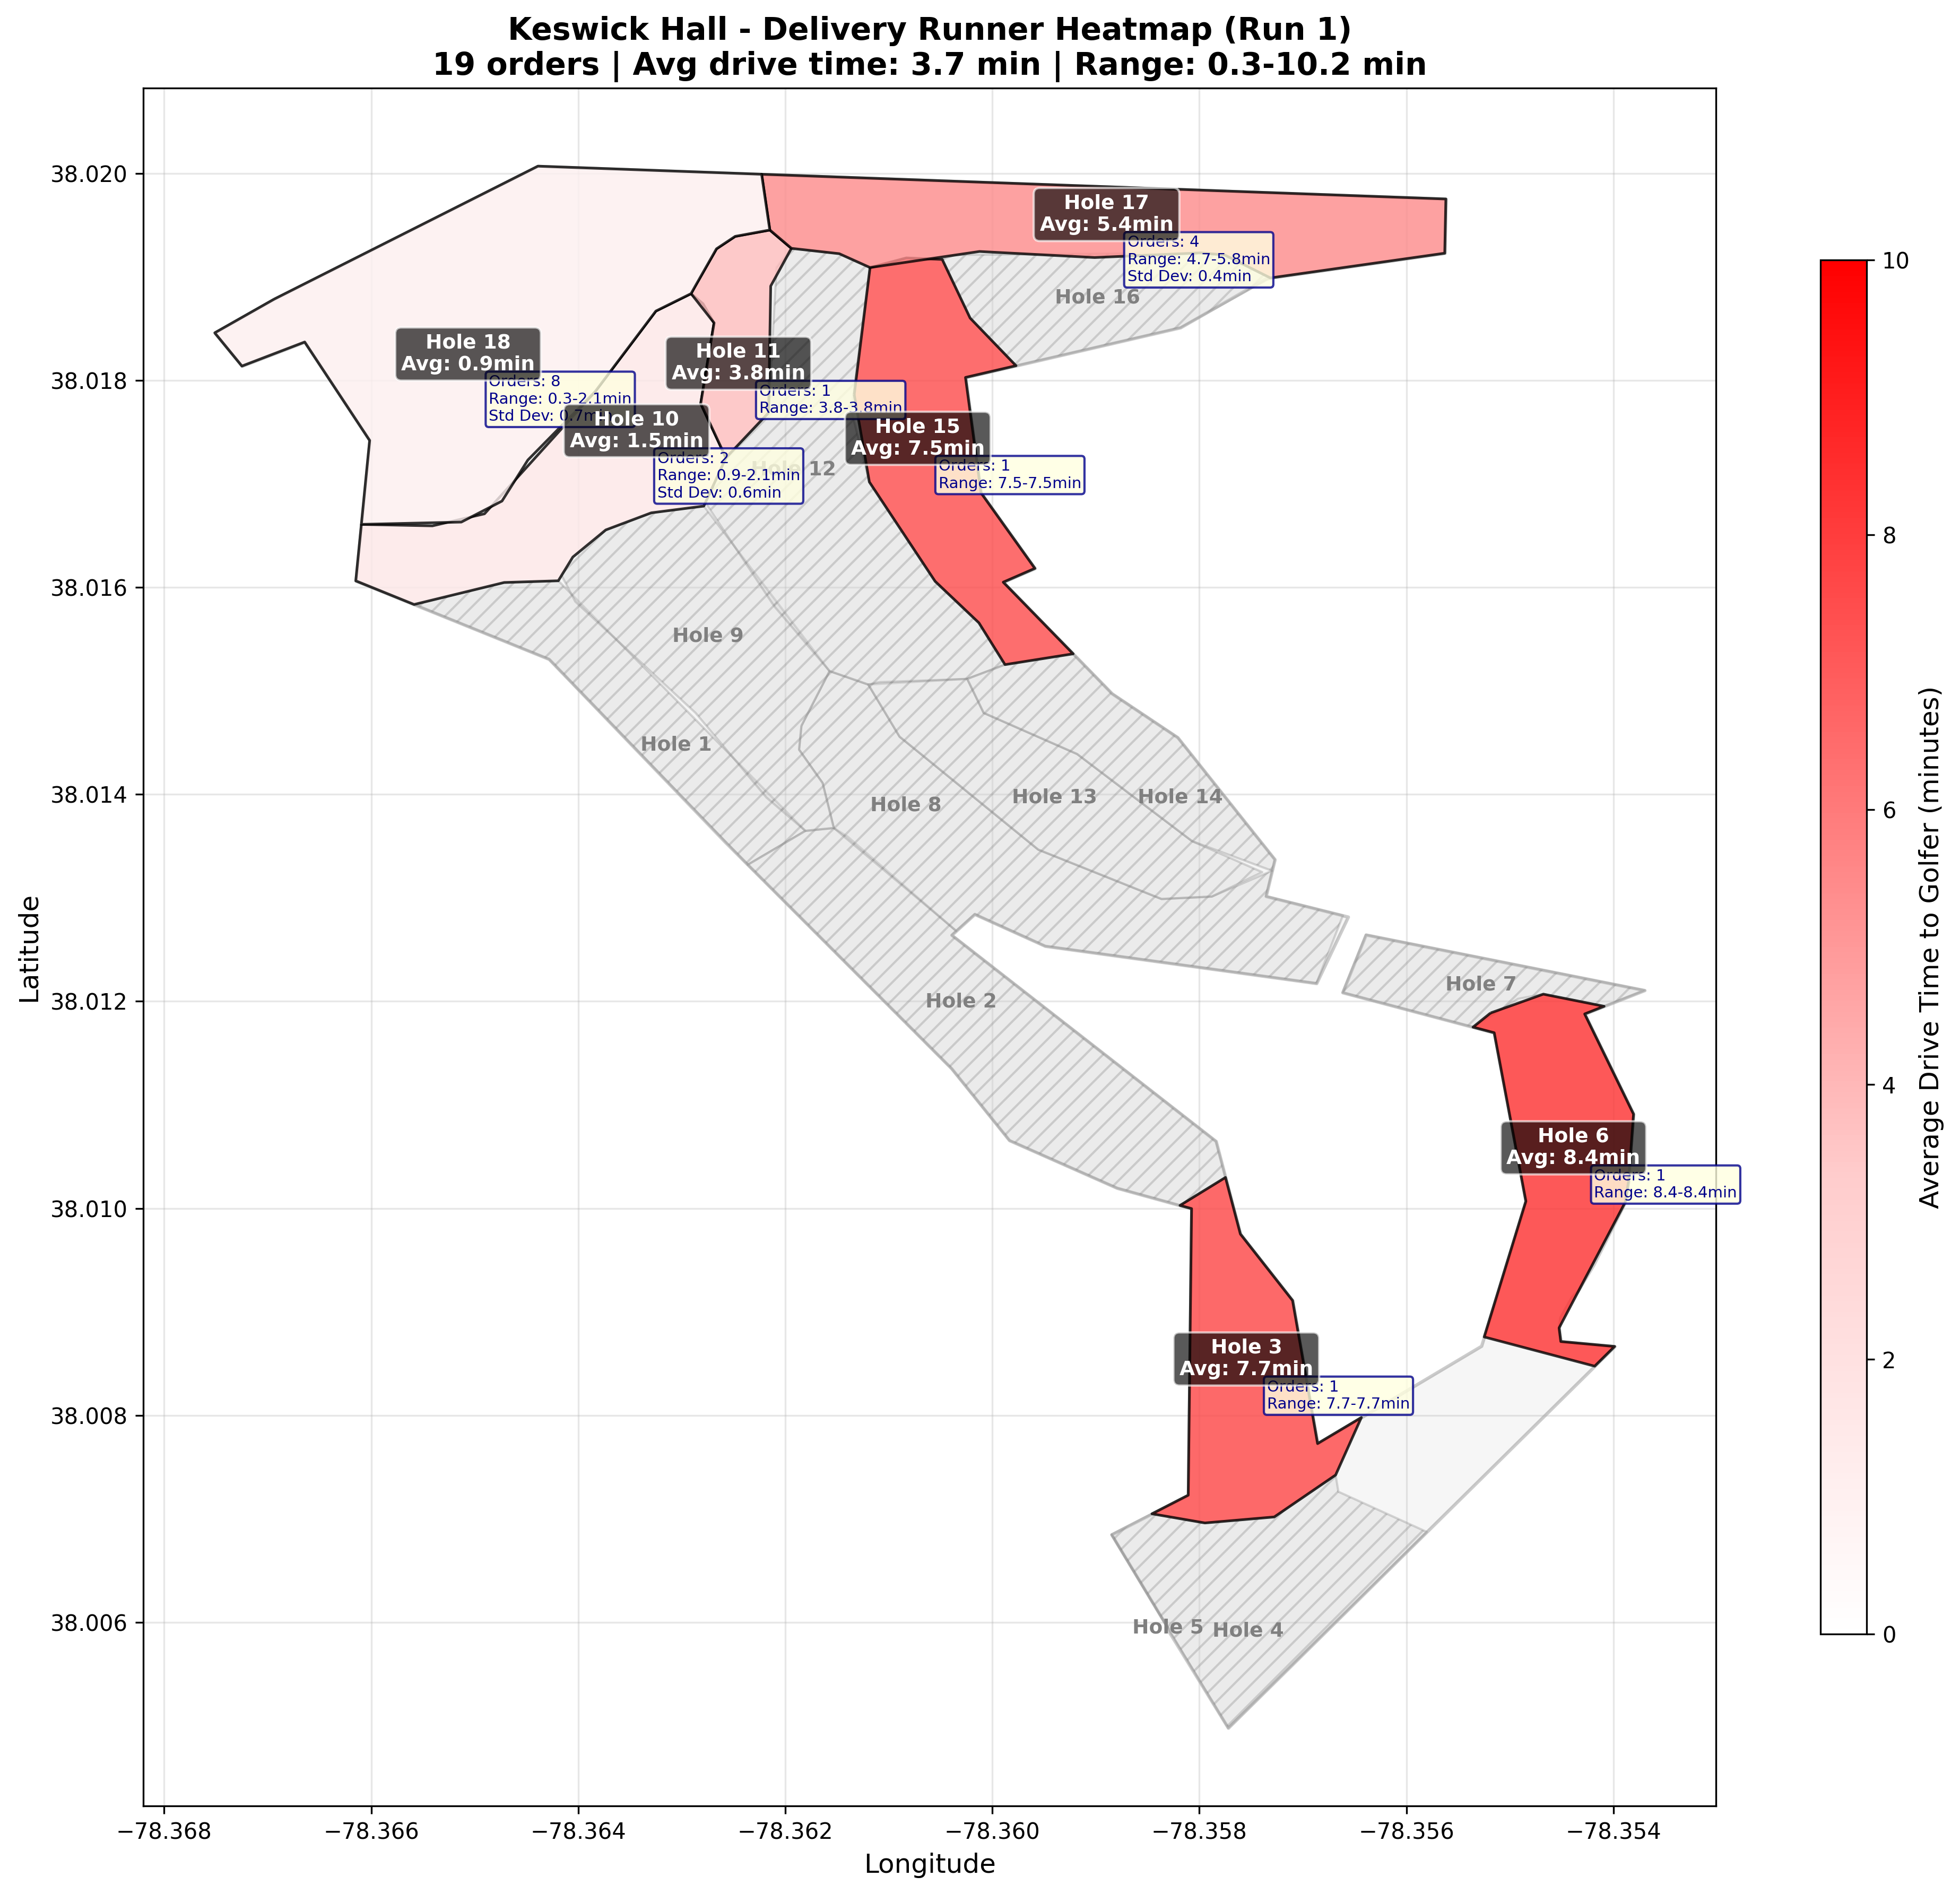 Keswick Hall - Delivery Runner Heatmap (Run 1)
19 orders | Avg drive time: 3.7 min | Range: 0.3-10.2 min
Latitude
38.020
38.018
38.016
38.014
38.012
38.010
38.008
38.006
Hole 17
Avg: 5.4min
Orders: 4
Range: 4.7-5.8min
Std Dev: 0.4min
Hole 16
Hole 18
Avg: 0.9min
Orders: 8
Range: 0.3-2.1min
Std Dev: 0.7min
Hole 11
Avg: 3.8min
Orders: 1
Range: 3.8-3.8min
Hole 10
Avg: 1.5min
Orders: 2
Range: 0.9-2.1min
Std Dev: 0.6min
Hole 12
Hole 15
Avg: 7.5min
Orders: 1
Range: 7.5-7.5min
Hole 9
Hole 1
Hole 8
Hole 13
Hole 14
Hole 2
Hole 7
Hole 6
Avg: 8.4min
Orders: 1
Range: 8.4-8.4min
Hole 3
Avg: 7.7min
Orders: 1
Range: 7.7-7.7min
Hole 5
Hole 4
−78.368
−78.366
−78.364
−78.362
−78.360
−78.358
−78.356
−78.354
Longitude
10
8
6
4
2
0
Average Drive Time to Golfer (minutes)